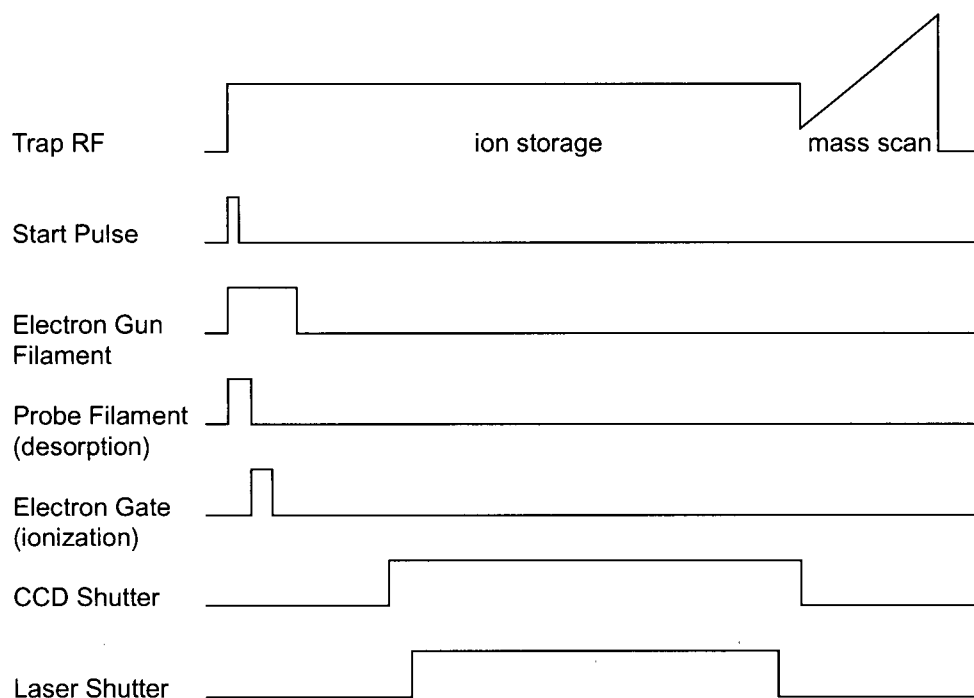 Trap RF
ion storage
mass scan
Start Pulse
Electron Gun
Filament
Probe Filament
(desorption)
Electron Gate
(ionization)
CCD Shutter
Laser Shutter